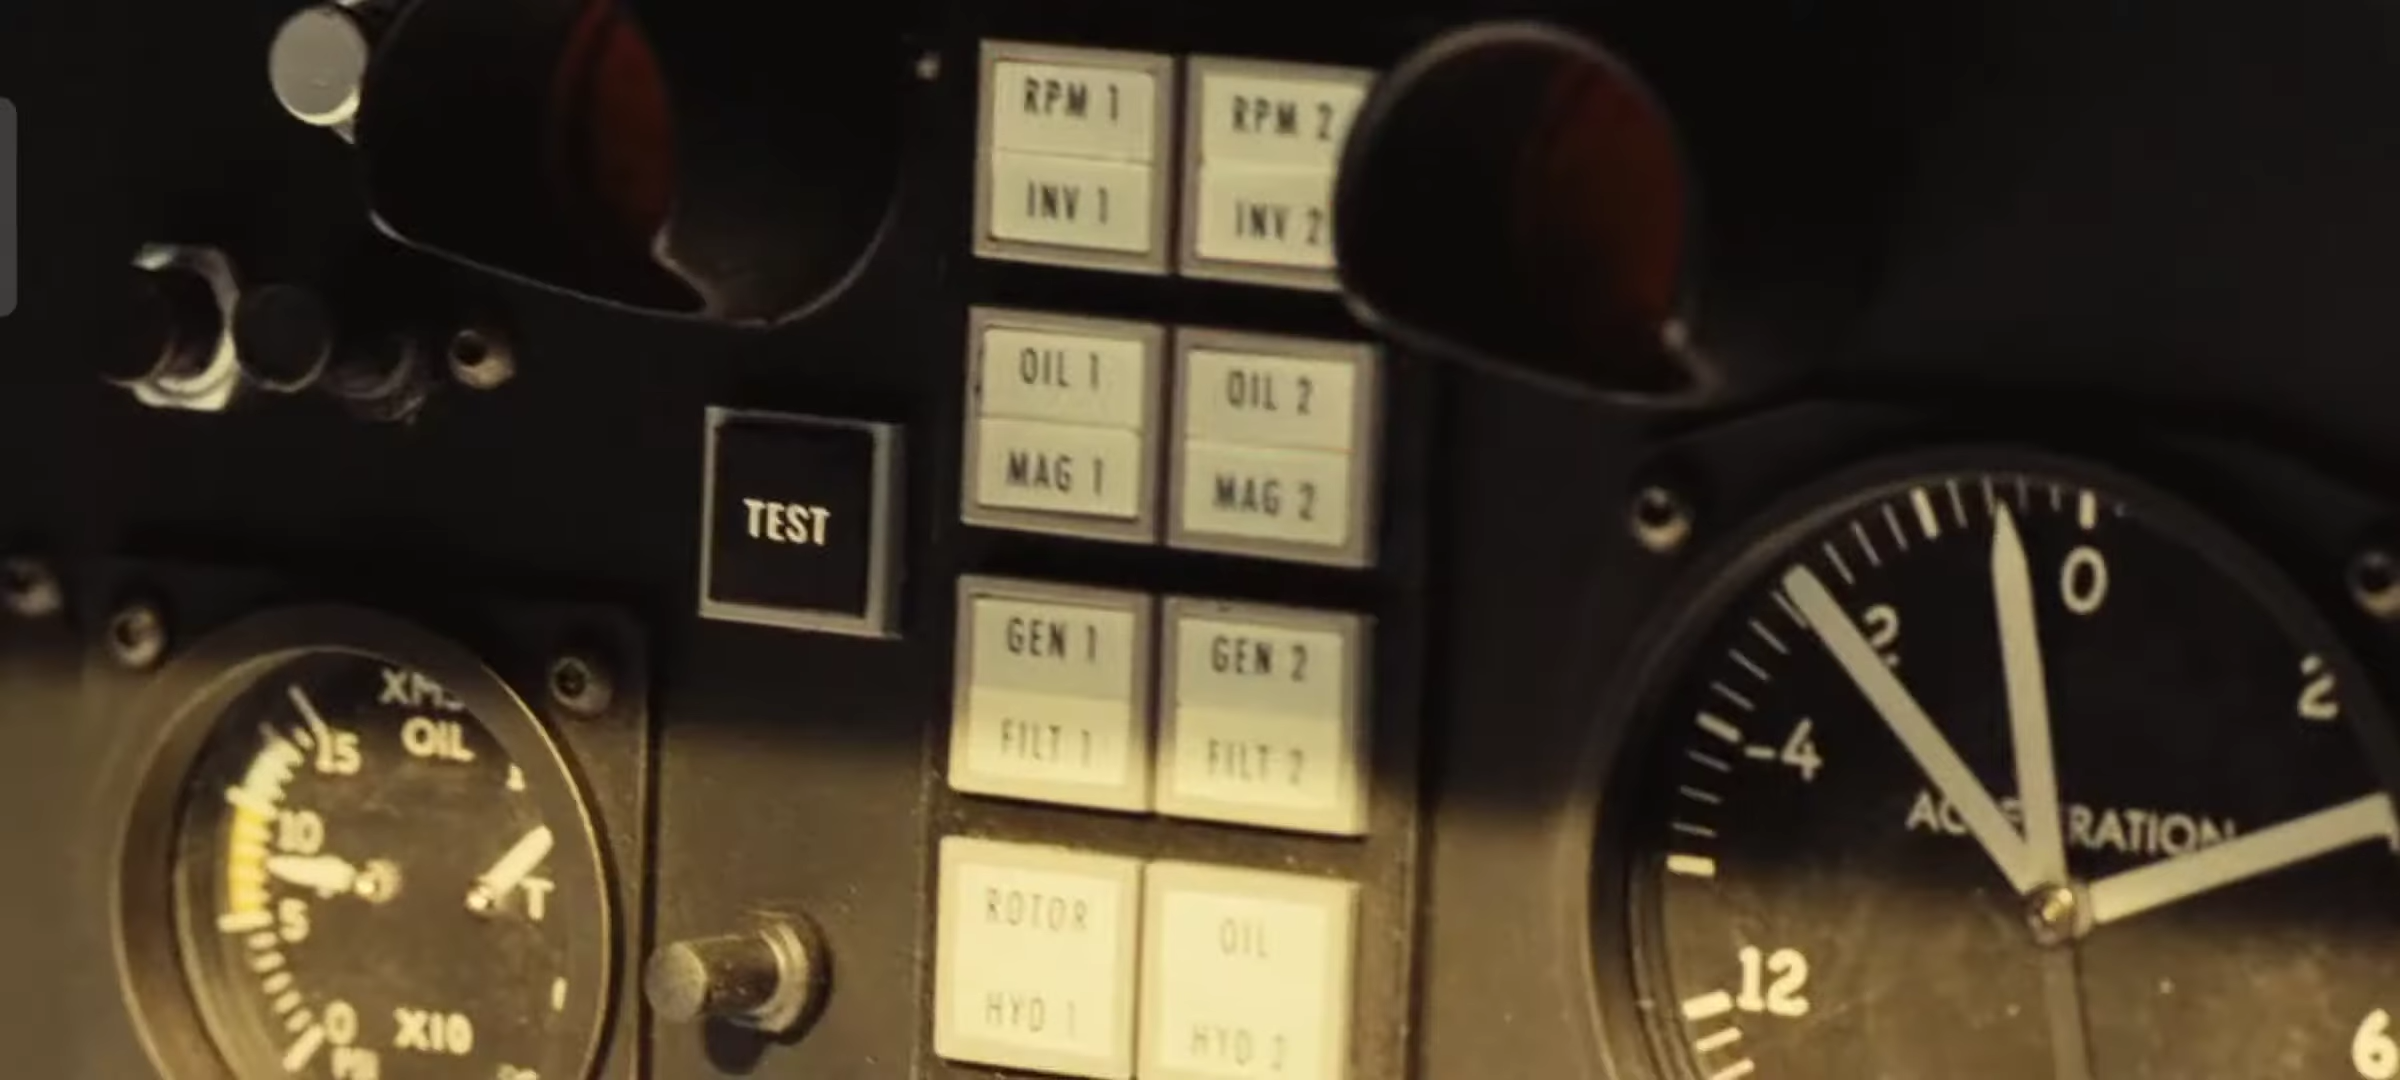 RPM 1
INV 1
RPM 2
INV 2
OIL 1
MAG 1
OIL 2
MAG 2
TEST
GEN 1
FILT 1
GEN 2
FILT 2
ROTOR
HYD 1
OIL
HYD 2
OIL
15
10
5
0
X10
T
0
2
2
-4
12
6